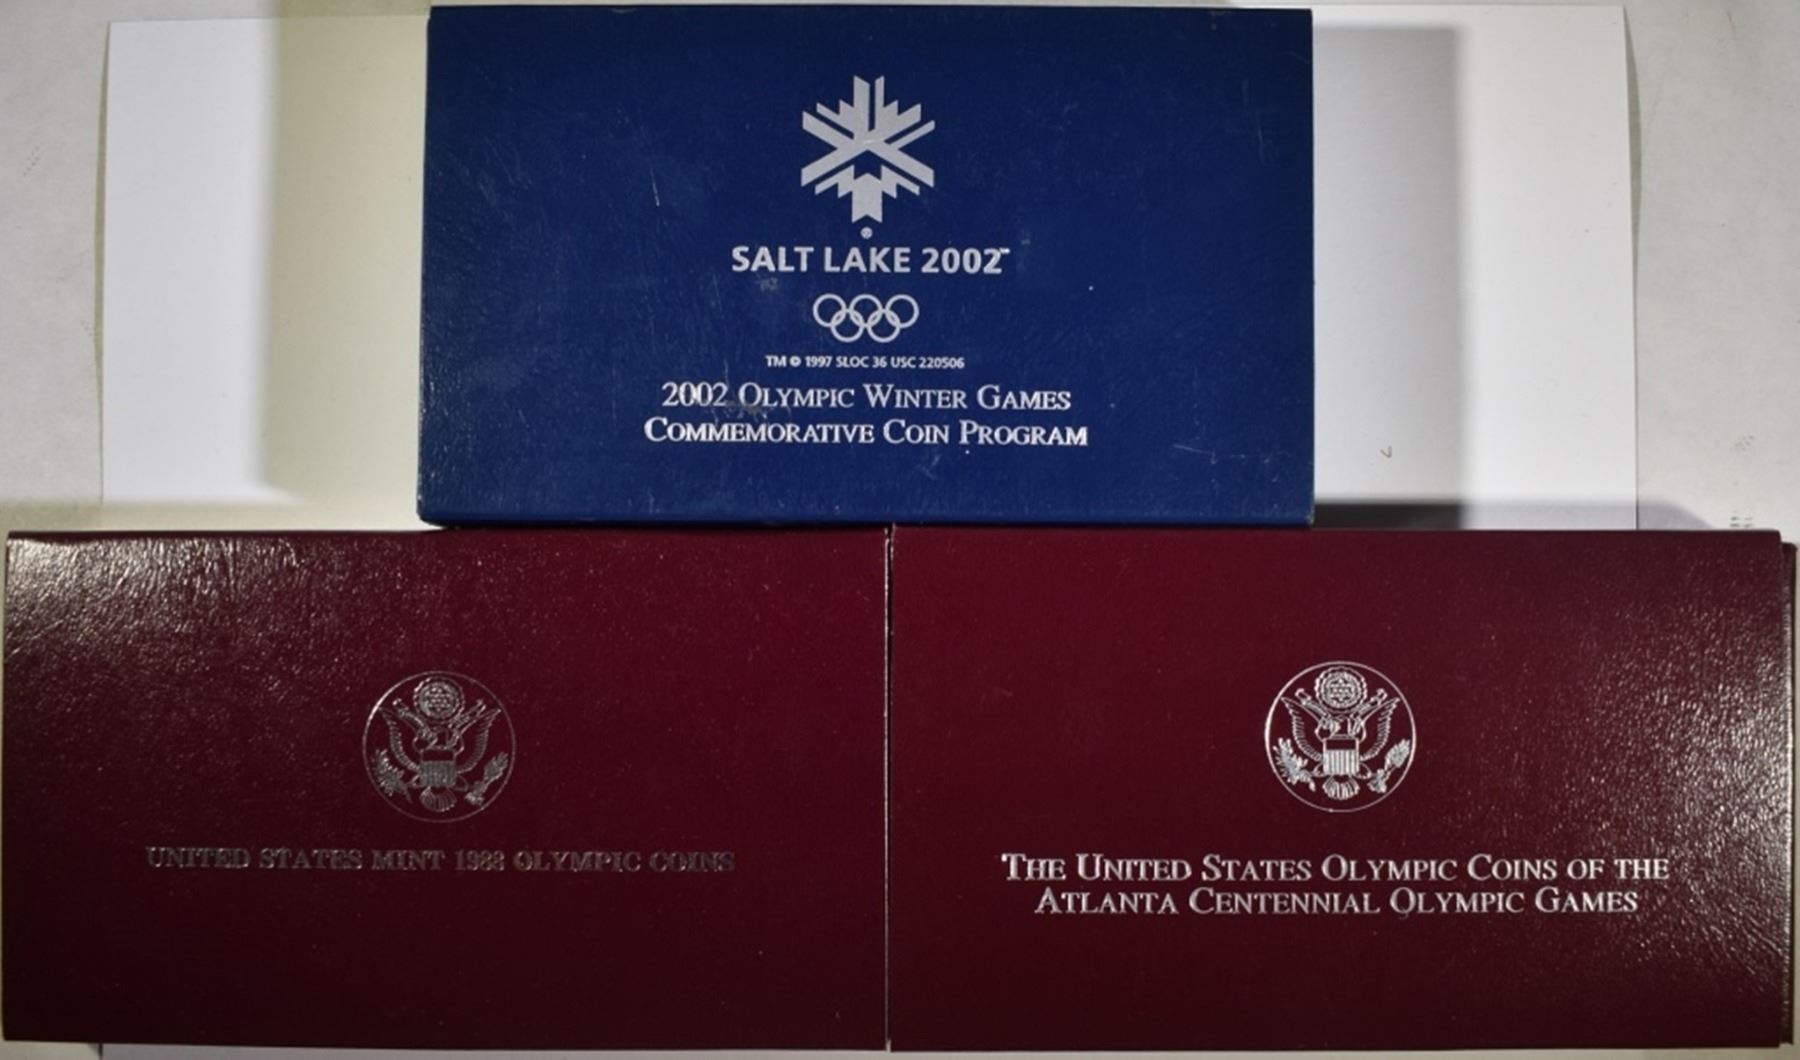 ®
SALT LAKE 2002™
TM © 1997 SLOC 36 USC 220506
2002 OLYMPIC WINTER GAMES
COMMEMORATIVE COIN PROGRAM
UNITED STATES MINT 1988 OLYMPIC COINS
THE UNITED STATES OLYMPIC COINS OF THE
ATLANTA CENTENNIAL OLYMPIC GAMES